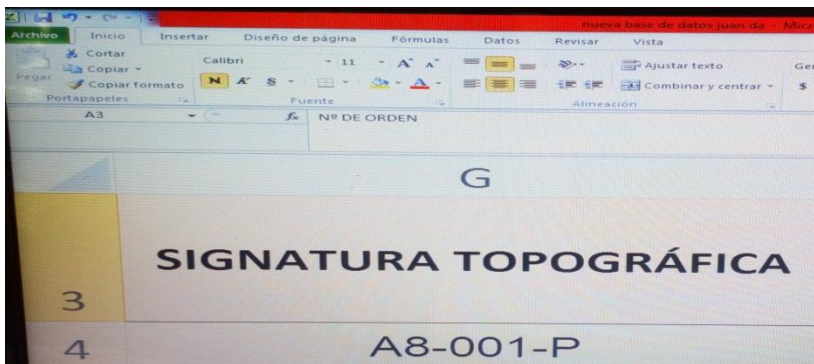 nueva base de datos juan da - Micr
Archivo Inicio Insertar Diseño de página Fórmulas Datos Revisar Vista
Pegar
Cortar
Copiar
Copiar formato
Portapapeles
Calibri 11 A A
N K S A
Fuente
Ajustar texto
Combinar y centrar
Alineación
Gen
$
A3 fx Nº DE ORDEN
G
3 SIGNATURA TOPOGRÁFICA
4 A8-001-P